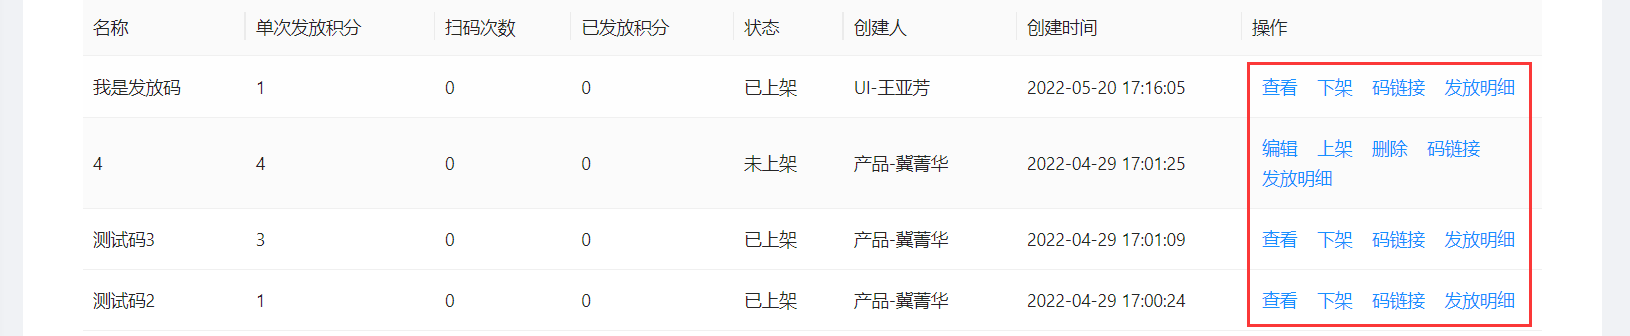 名称 单次发放积分 扫码次数 已发放积分 状态 创建人 创建时间 操作
我是发放码 1 0 0 已上架 UI-王亚芳 2022-05-20 17:16:05 查看 下架 码链接 发放明细
4 4 0 0 未上架 产品-冀菁华 2022-04-29 17:01:25 编辑 上架 删除 码链接
发放明细
测试码3 3 0 0 已上架 产品-冀菁华 2022-04-29 17:01:09 查看 下架 码链接 发放明细
测试码2 1 0 0 已上架 产品-冀菁华 2022-04-29 17:00:24 查看 下架 码链接 发放明细